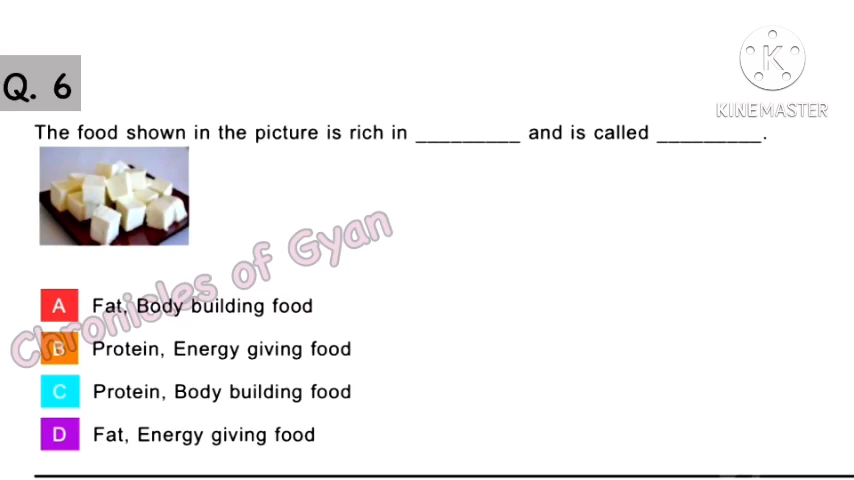 KINEMASTER
Q. 6
The food shown in the picture is rich in _________ and is called _________.
Chronicles of Gyan
A Fat, Body building food
B Protein, Energy giving food
C Protein, Body building food
D Fat, Energy giving food